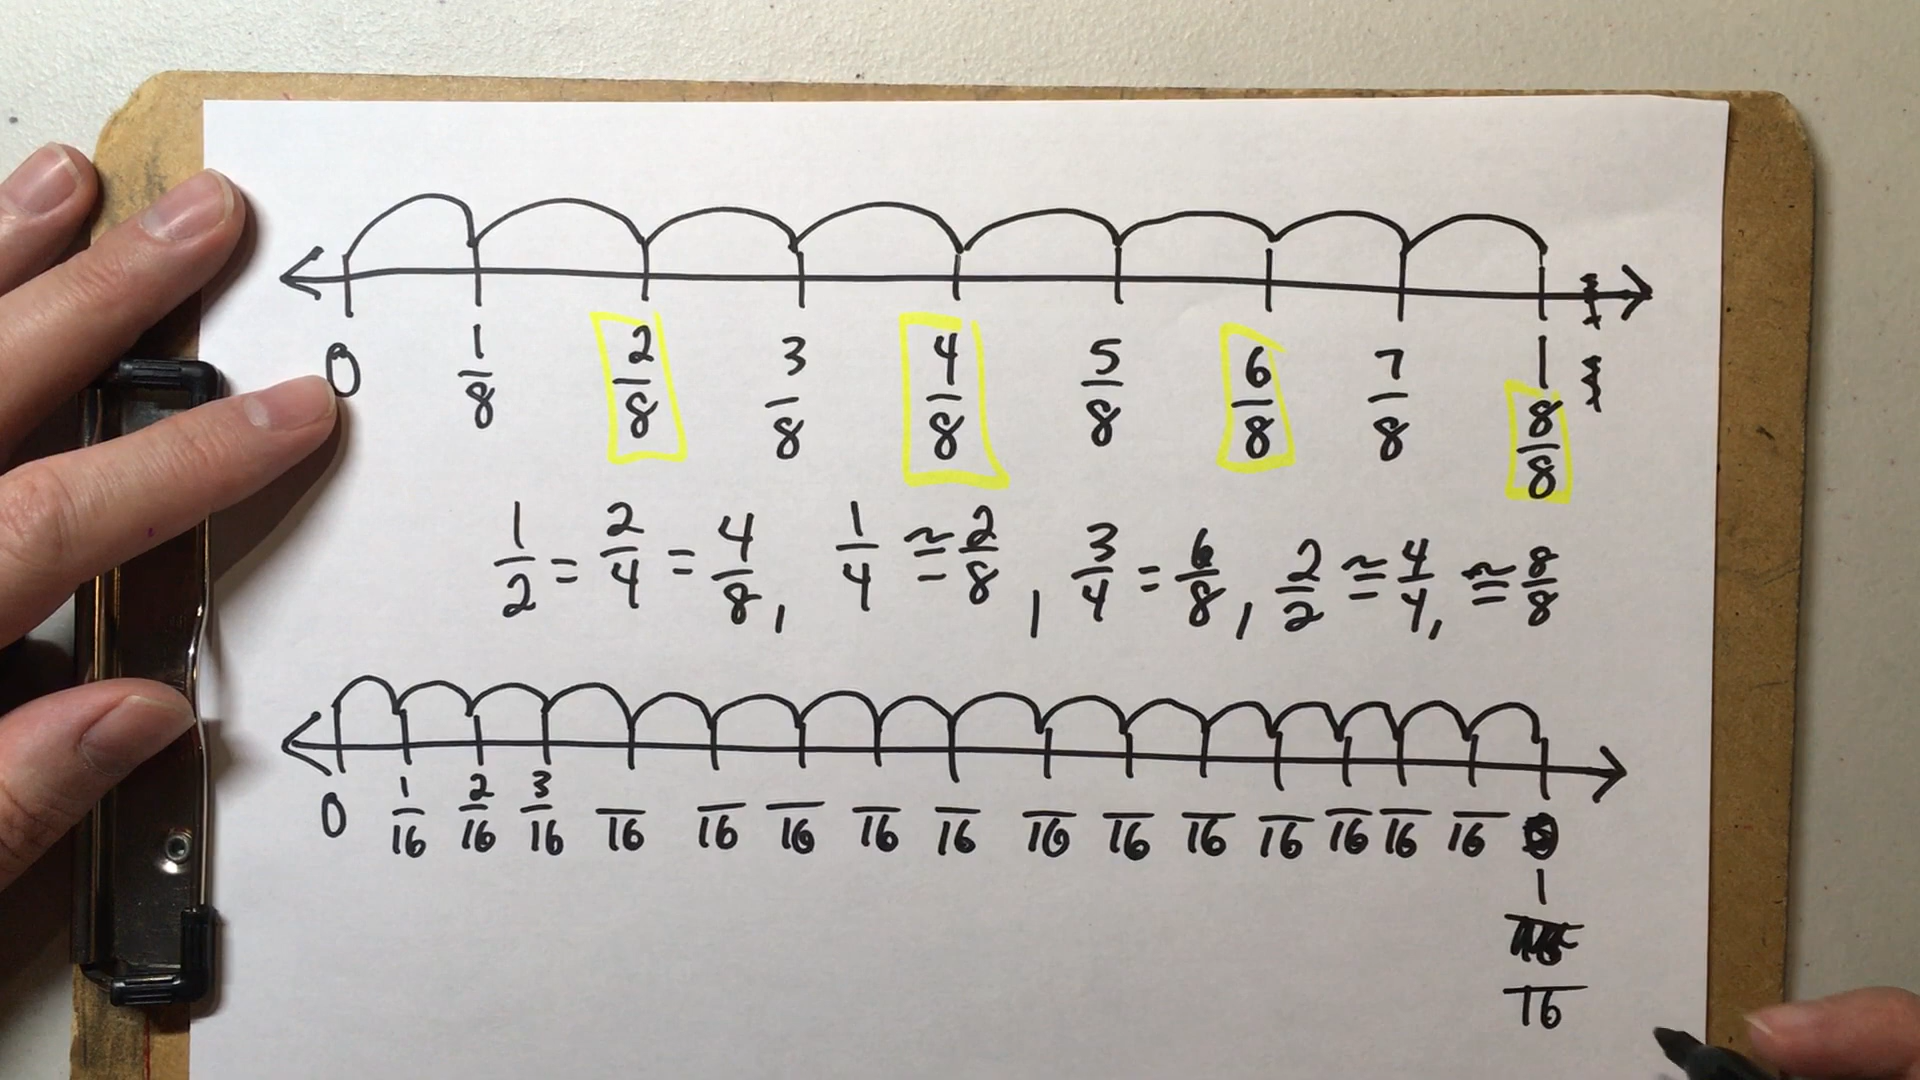 0 1/8 2/8 3/8 4/8 5/8 6/8 7/8 1
8/8
1/2 = 2/4 = 4/8, 1/4 ≅ 2/8, 3/4 = 6/8, 2/2 ≅ 4/4, ≅ 8/8
0 1/16 2/16 3/16 /16 /16 /16 /16 /16 /16 /16 /16 /16 /16 /16 /16
1
/16